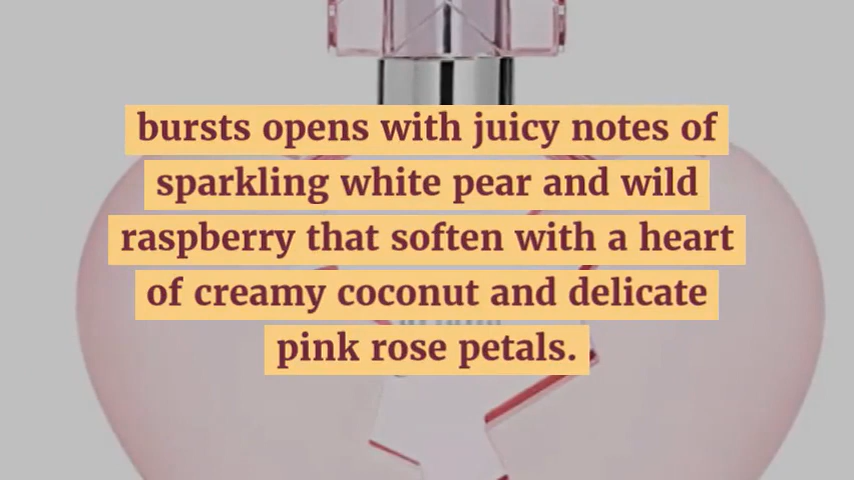 bursts opens with juicy notes of
sparkling white pear and wild
raspberry that soften with a heart
of creamy coconut and delicate
pink rose petals.